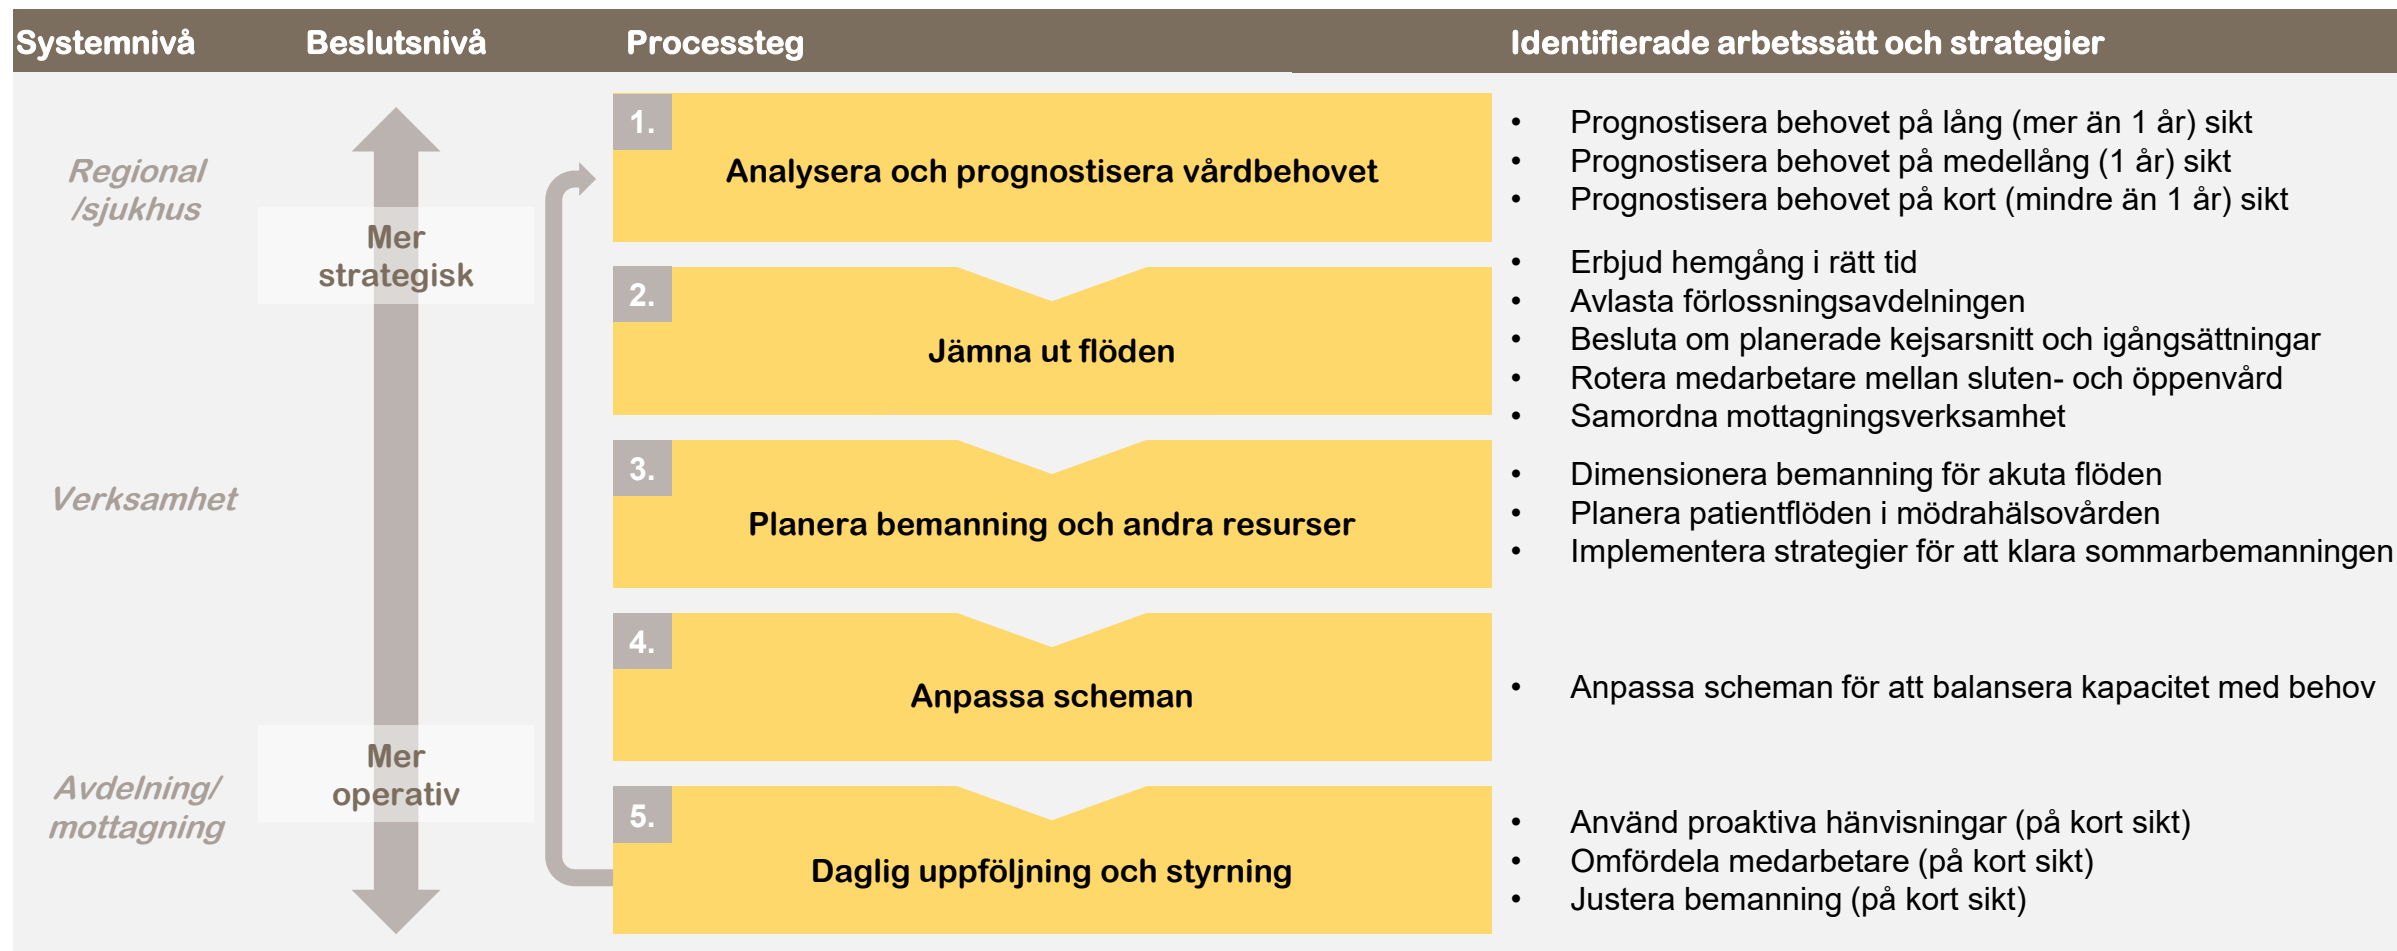 Systemnivå
Beslutsnivå
Processteg
Identifierade arbetssätt och strategier
Regional
/sjukhus
Verksamhet
Avdelning/
mottagning
Mer
strategisk
Mer
operativ
1.
Analysera och prognostisera vårdbehovet
• Prognostisera behovet på lång (mer än 1 år) sikt
• Prognostisera behovet på medellång (1 år) sikt
• Prognostisera behovet på kort (mindre än 1 år) sikt
2.
Jämna ut flöden
• Erbjud hemgång i rätt tid
• Avlasta förlossningsavdelningen
• Besluta om planerade kejsarsnitt och igångsättningar
• Rotera medarbetare mellan sluten- och öppenvård
• Samordna mottagningsverksamhet
3.
Planera bemanning och andra resurser
• Dimensionera bemanning för akuta flöden
• Planera patientflöden i mödrahälsovården
• Implementera strategier för att klara sommarbemanningen
4.
Anpassa scheman
• Anpassa scheman för att balansera kapacitet med behov
5.
Daglig uppföljning och styrning
• Använd proaktiva hänvisningar (på kort sikt)
• Omfördela medarbetare (på kort sikt)
• Justera bemanning (på kort sikt)